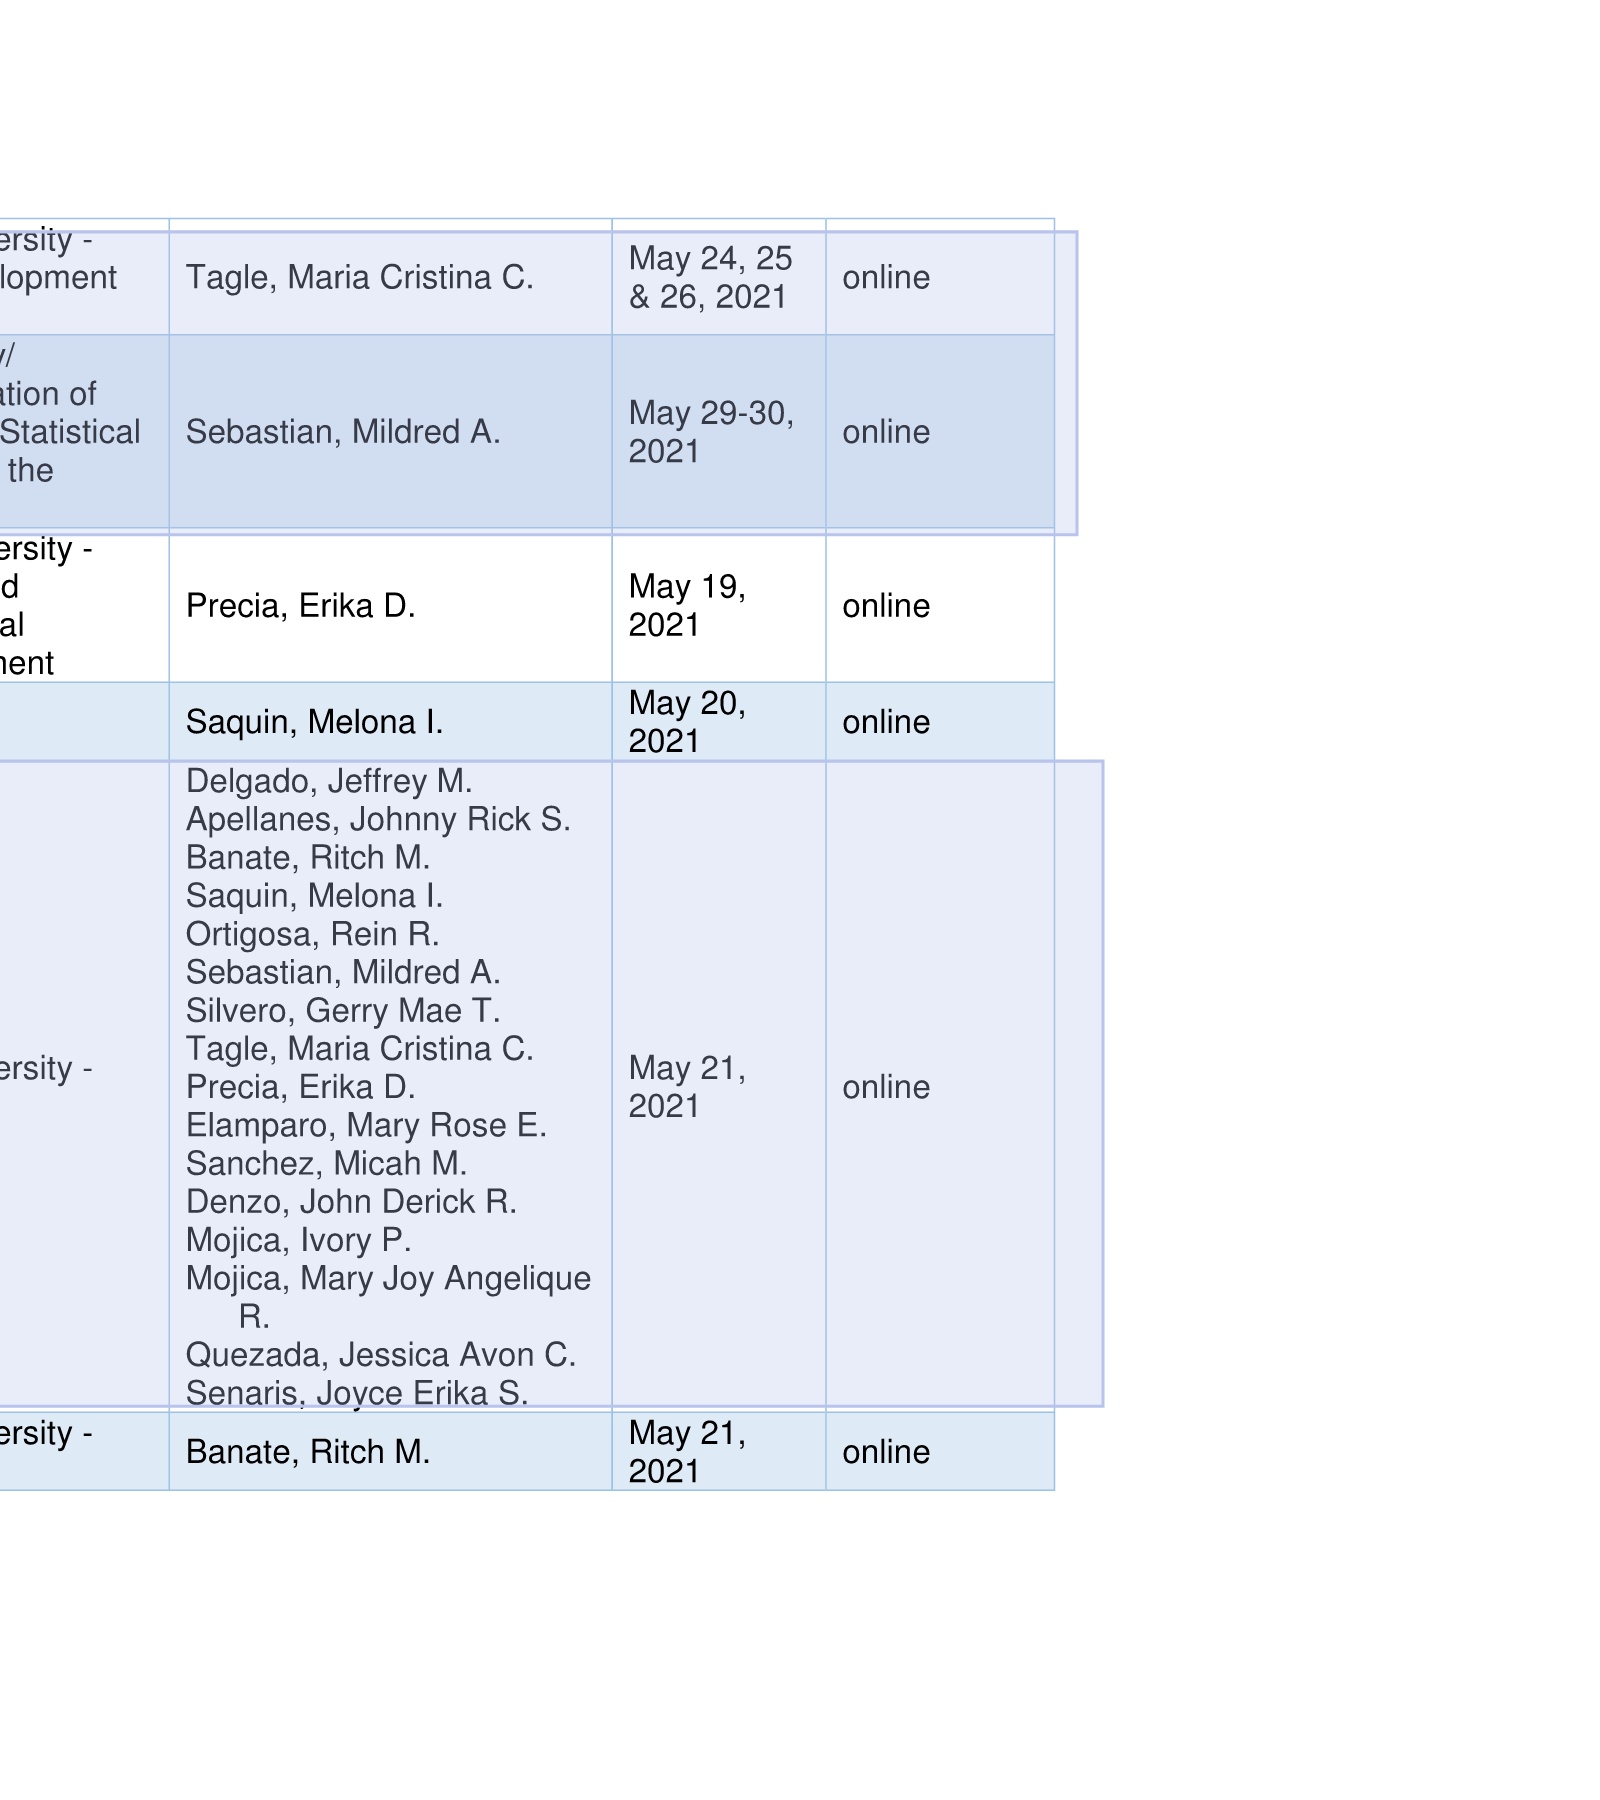 ersity -
lopment
Tagle, Maria Cristina C.
May 24, 25
& 26, 2021
online
y/
ation of
Statistical
the
Sebastian, Mildred A.
May 29-30,
2021
online
ersity -
d
al
nent
Precia, Erika D.
May 19,
2021
online
Saquin, Melona I.
May 20,
2021
online
ersity -
Delgado, Jeffrey M.
Apellanes, Johnny Rick S.
Banate, Ritch M.
Saquin, Melona I.
Ortigosa, Rein R.
Sebastian, Mildred A.
Silvero, Gerry Mae T.
Tagle, Maria Cristina C.
Precia, Erika D.
Elamparo, Mary Rose E.
Sanchez, Micah M.
Denzo, John Derick R.
Mojica, Ivory P.
Mojica, Mary Joy Angelique
R.
Quezada, Jessica Avon C.
Senaris, Joyce Erika S.
May 21,
2021
online
ersity -
Banate, Ritch M.
May 21,
2021
online